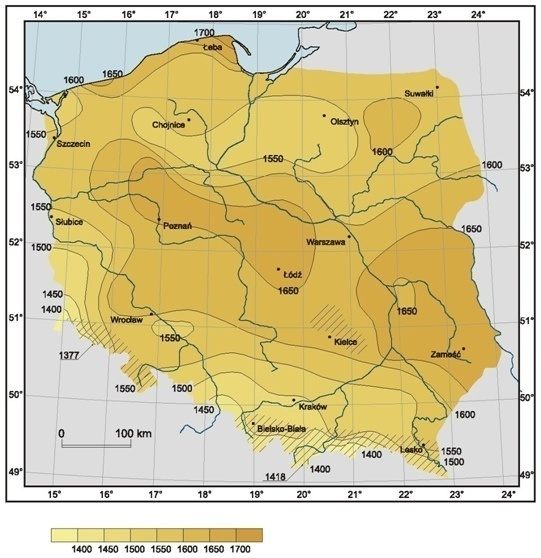 14° 15° 16° 17° 18° 19° 20° 21° 22° 23° 24°
1700
Łeba
1650
1600
54° 54°
Suwałki
Chojnice
Olsztyn
1550
Szczecin
1600
1550
53° 1600 53°
1550
Słubice
Poznań
1650
Warszawa
1500
52° 52°
Łódź
1650
1450
1650
1400
51° Wrocław 51°
1550
Kielce
1377
Zamość
1550
1500
50° 1450 50°
Kraków
1600
Bielsko-Biała
0 100 km
Lesko
1550
1400
1500
1400
49° 1418 49°
15° 16° 17° 18° 19° 20° 21° 22° 23°
1400 1450 1500 1550 1600 1650 1700